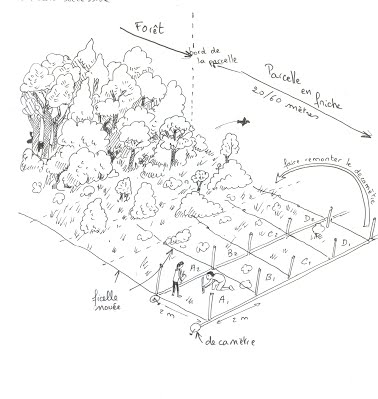 Forêt
bord de
la parcelle
Parcelle
en friche
20/60 mètres
faire remonter le décamètre
D2
C2
B2
A2
D1
C1
B1
A1
ficelle
nouée
2 m
2 m
decamètre